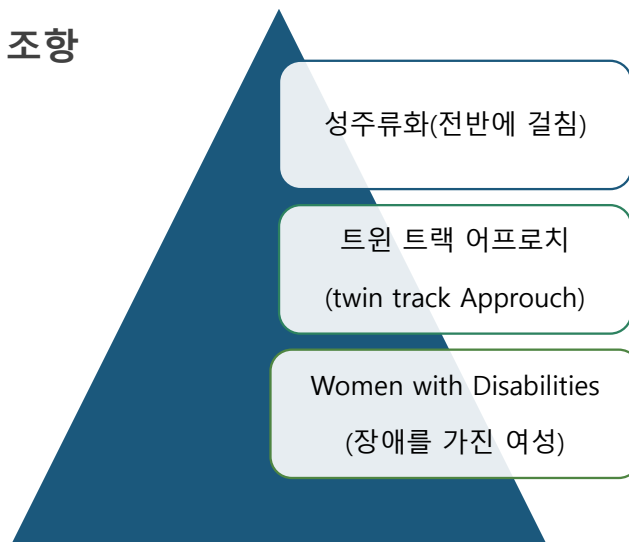 조항
성주류화(전반에 걸침)
트윈 트랙 어프로치
(twin track Approuch)
Women with Disabilities
(장애를 가진 여성)